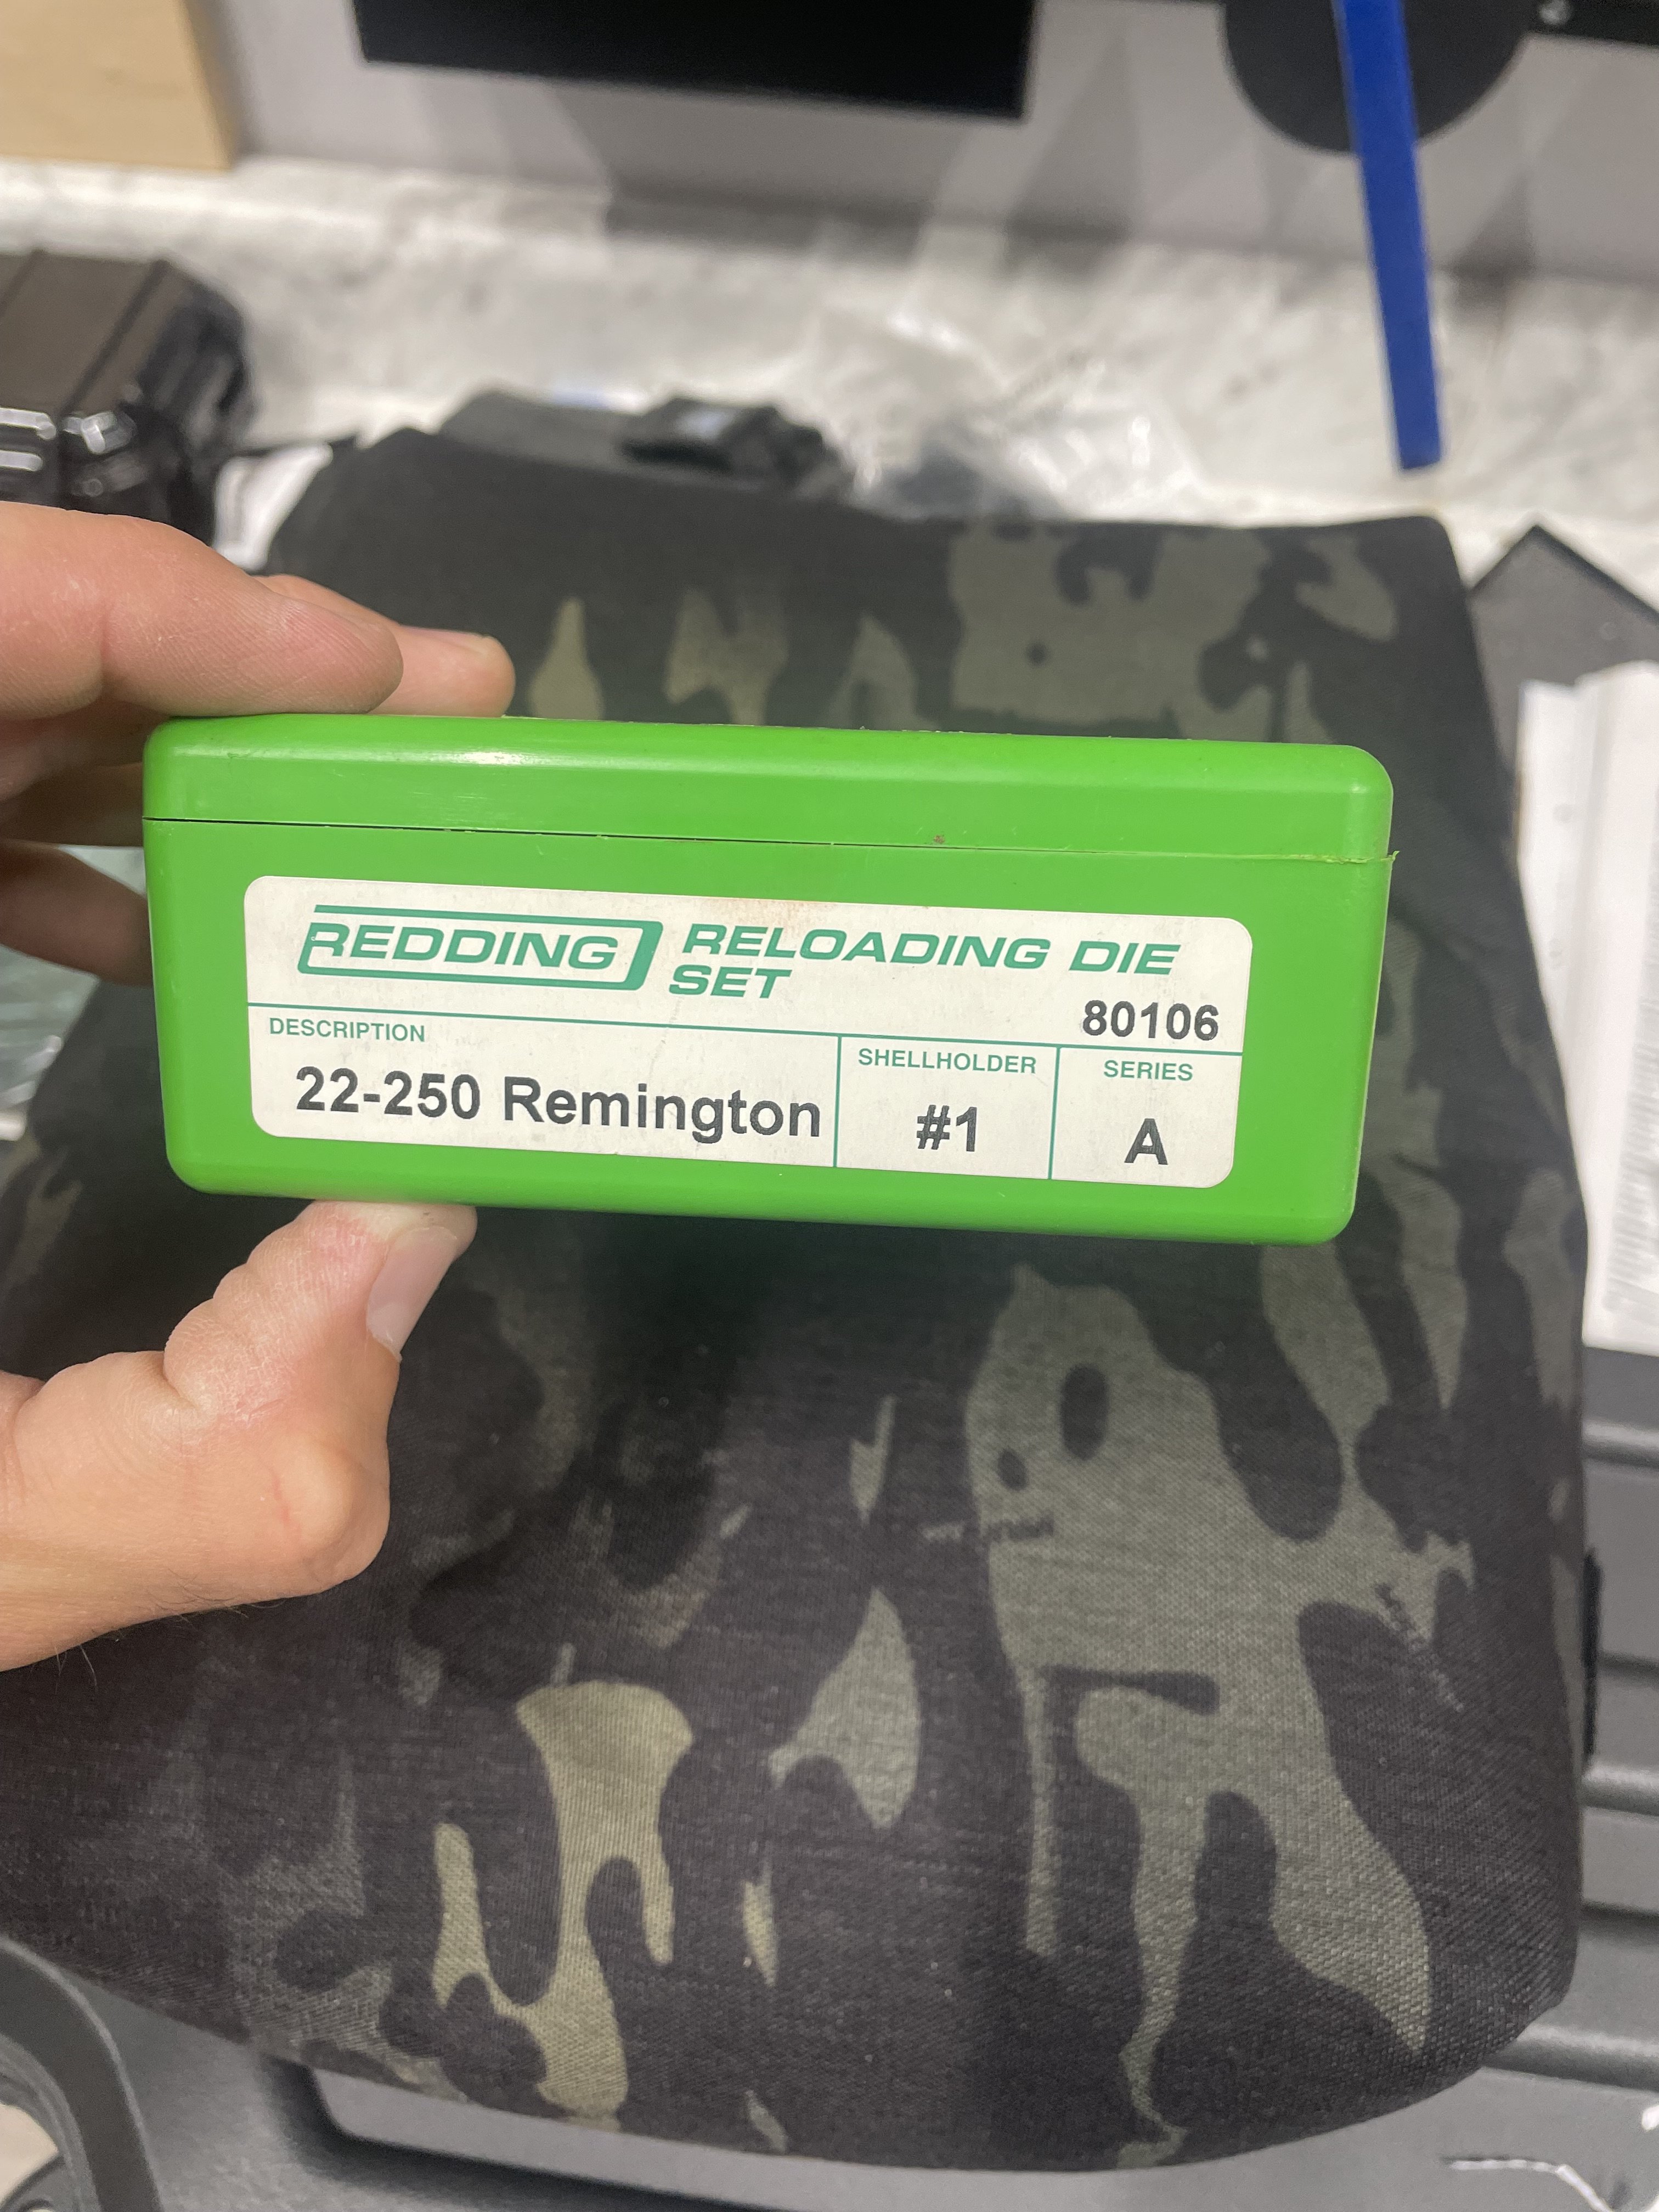 REDDING RELOADING DIE
SET
80106
DESCRIPTION
22-250 Remington
SHELLHOLDER
#1
SERIES
A